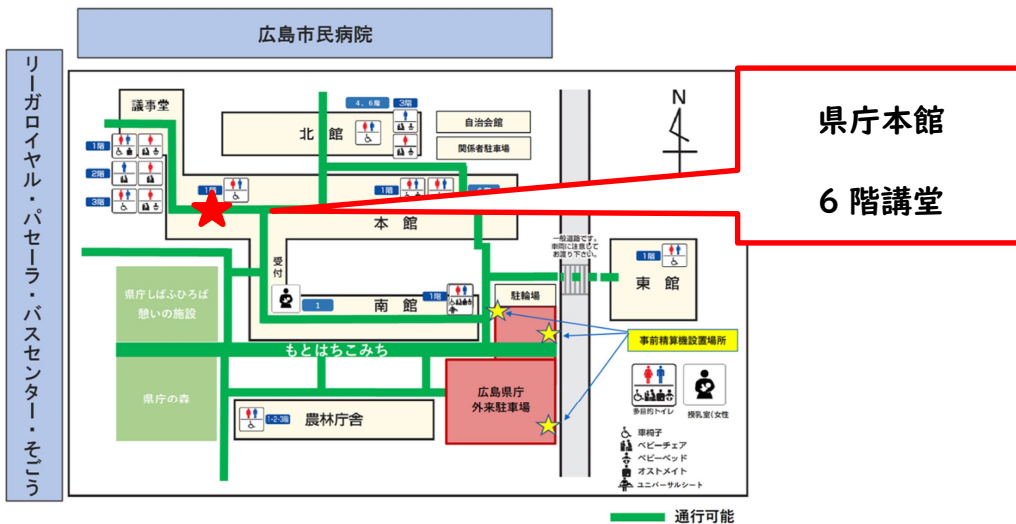 広島市民病院
リーガロイヤル・パセーラ・バスセンター・そごう
議事堂
4、6階
3階
北館
自治会館
関係者駐車場
N
県庁本館
6階講堂
1階
2階
3階
1階
1階
本館
受付
一般道路です。
車両に注意して
お渡り下さい。
1階
東館
県庁しばふひろば
憩いの施設
1
南館
1階
駐輪場
もとはちこみち
事前精算機設置場所
県庁の森
広島県庁
外来駐車場
1・2・3階
農林庁舎
多目的トイレ
授乳室(女性
車椅子
ベビーチェア
ベビーベッド
オストメイト
ユニバーサルシート
通行可能